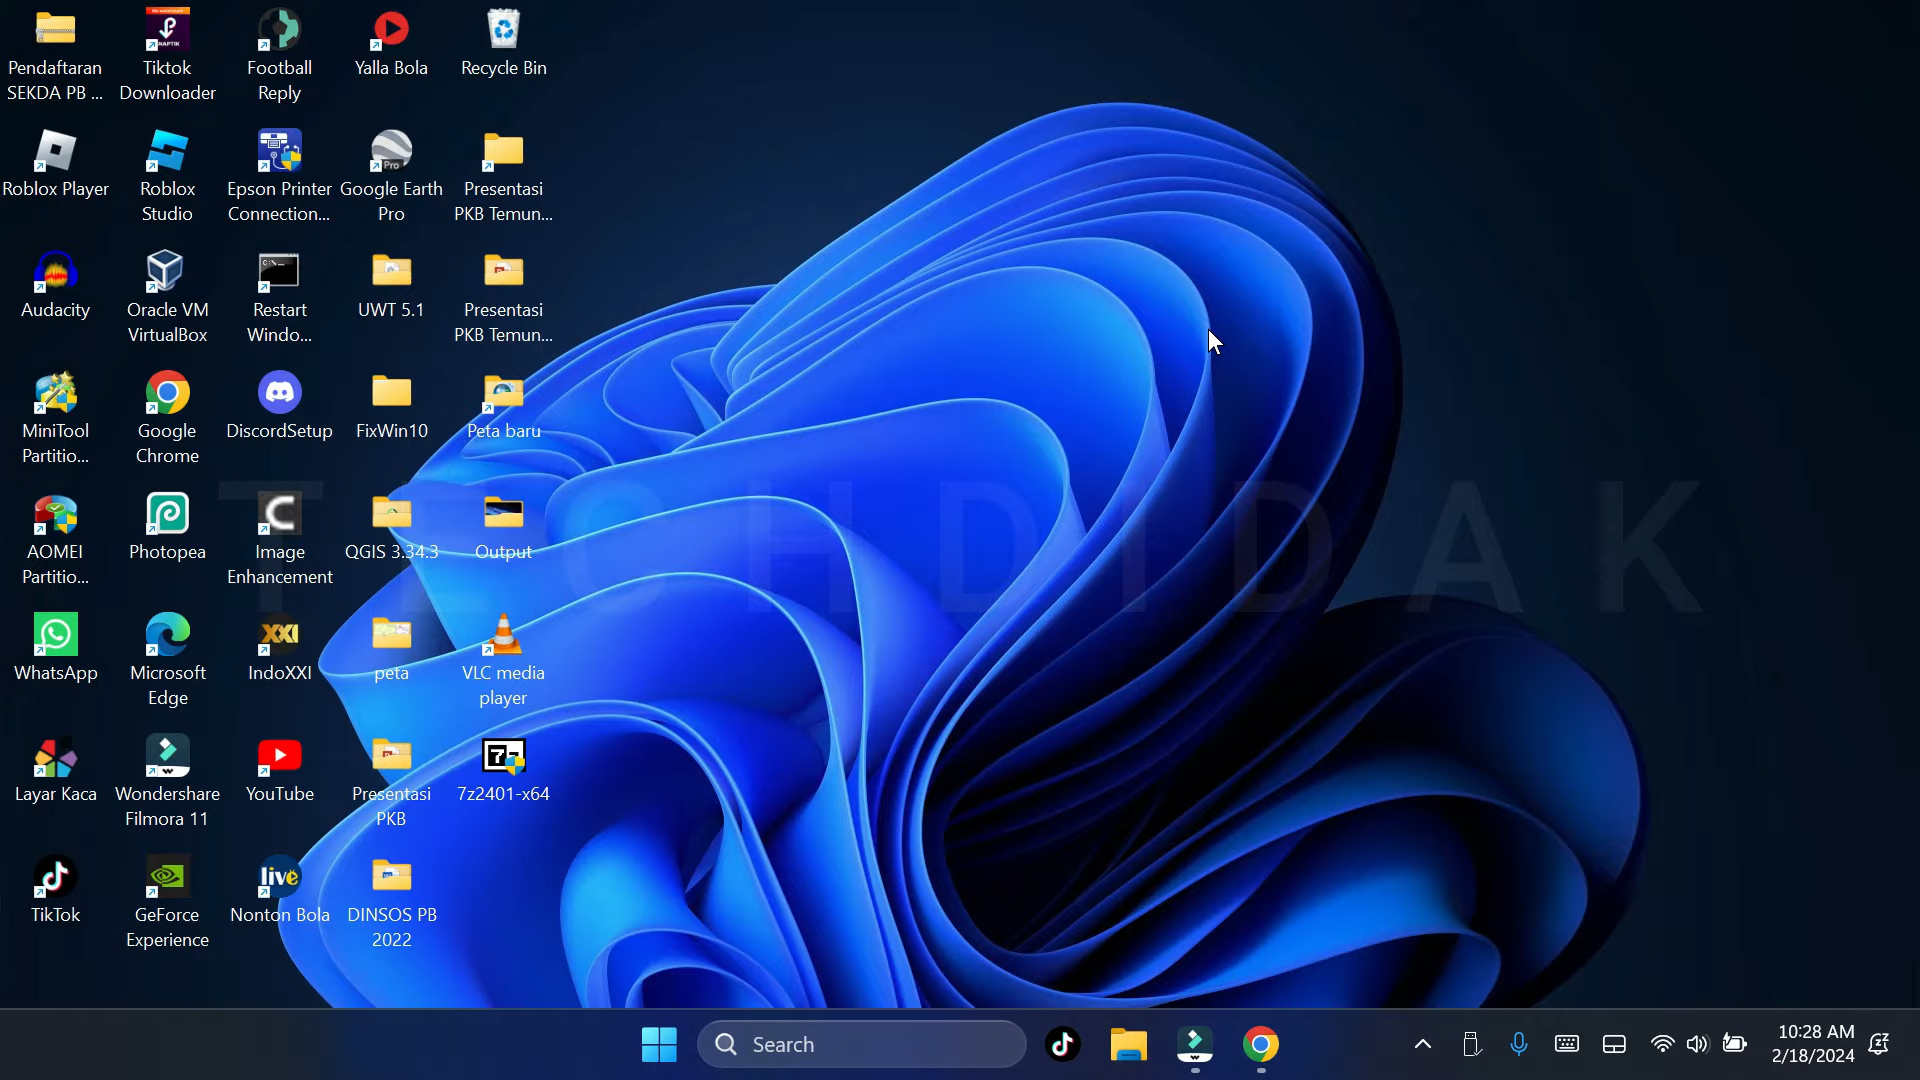 Pendaftaran
SEKDA PB ...
Tiktok
Downloader
Football
Reply
Yalla Bola
Recycle Bin
Roblox Player
Roblox
Studio
Epson Printer
Connection...
Google Earth
Pro
Presentasi
PKB Temun...
Audacity
Oracle VM
VirtualBox
Restart
Windo...
UWT 5.1
Presentasi
PKB Temun...
MiniTool
Partitio...
Google
Chrome
DiscordSetup
FixWin10
Peta baru
AOMEI
Partitio...
Photopea
Image
Enhancement
QGIS 3.34.3
Output
TECHDIDAK
WhatsApp
Microsoft
Edge
XXI
IndoXXI
peta
VLC media
player
Layar Kaca
Wondershare
Filmora 11
YouTube
Presentasi
PKB
7z
7z2401-x64
TikTok
GeForce
Experience
live
Nonton Bola
DINSOS PB
2022
Search
10:28 AM
2/18/2024